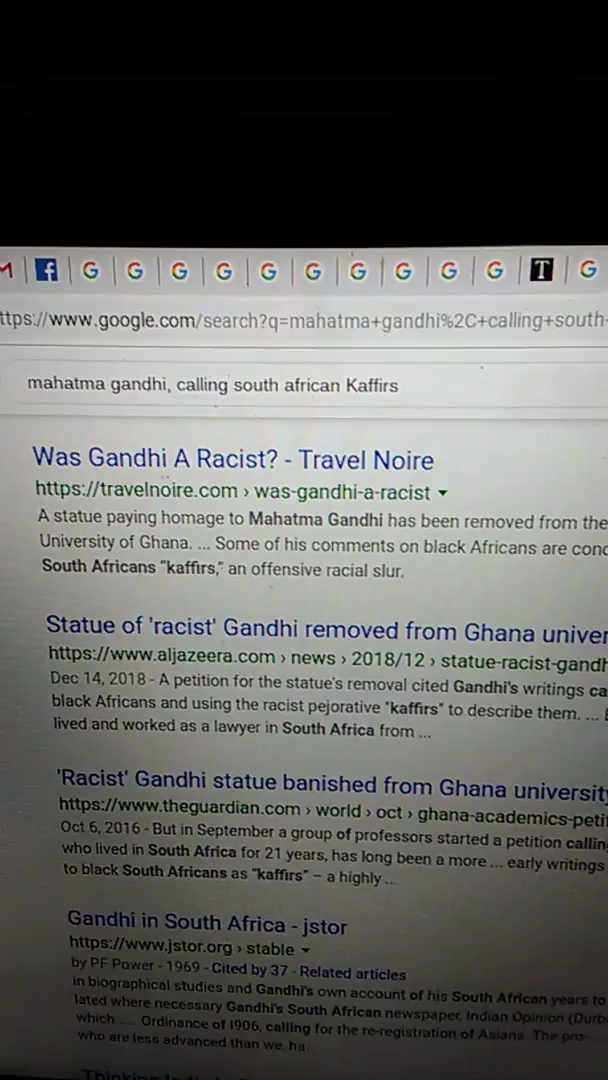 ttps://www.google.com/search?q=mahatma+gandhi%2C+calling+south-
mahatma gandhi, calling south african Kaffirs
Was Gandhi A Racist? - Travel Noire
https://travelnoire.com › was-gandhi-a-racist
A statue paying homage to Mahatma Gandhi has been removed from the
University of Ghana. ... Some of his comments on black Africans are conc
South Africans "kaffirs," an offensive racial slur.
Statue of 'racist' Gandhi removed from Ghana univer
https://www.aljazeera.com › news › 2018/12 › statue-racist-gandh
Dec 14, 2018 - A petition for the statue's removal cited Gandhi's writings ca
black Africans and using the racist pejorative "kaffirs" to describe them. ...
lived and worked as a lawyer in South Africa from ...
'Racist' Gandhi statue banished from Ghana university
https://www.theguardian.com › world › oct › ghana-academics-peti
Oct 6, 2016 - But in September a group of professors started a petition callin
who lived in South Africa for 21 years, has long been a more ... early writings
to black South Africans as "kaffirs" – a highly ...
Gandhi in South Africa - jstor
https://www.jstor.org › stable
by PF Power - 1969 - Cited by 37 - Related articles
in biographical studies and Gandhi's own account of his South African years to
lated where necessary Gandhi's South African newspaper, Indian Opinion (Durb
which .... Ordinance of 1906, calling for the re-registration of Asians. The pro- ...
who are less advanced than we, ha